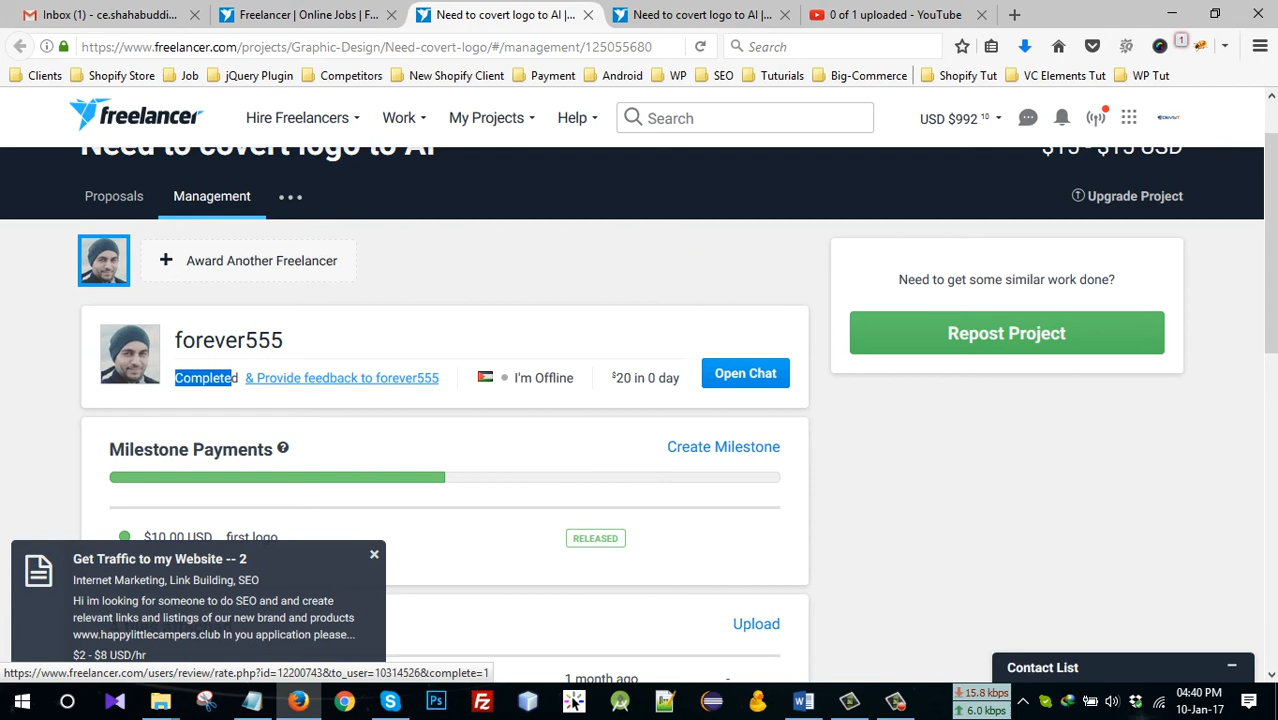 Inbox (1) - ce.shahabuddi...
Freelancer | Online Jobs | F...
Need to covert logo to AI |...
Need to covert logo to AI |...
0 of 1 uploaded - YouTube
https://www.freelancer.com/projects/Graphic-Design/Need-covert-logo/#/management/125055680
Search
1
Clients
Shopify Store
Job
jQuery Plugin
Competitors
New Shopify Client
Payment
Android
WP
SEO
Tuturials
Big-Commerce
Shopify Tut
VC Elements Tut
WP Tut
freelancer
Hire Freelancers
Work
My Projects
Help
Search
USD $992 10
Need to covert logo to AI
$15 - $15 USD
Proposals
Management
Upgrade Project
Award Another Freelancer
Need to get some similar work done?
Repost Project
forever555
Completed & Provide feedback to forever555
I'm Offline
$20 in 0 day
Open Chat
Milestone Payments
Create Milestone
$10.00 USD first logo
RELEASED
Get Traffic to my Website -- 2
Internet Marketing, Link Building, SEO
Hi im looking for someone to do SEO and and create
relevant links and listings of our new brand and products
www.happylittlecampers.club In you application please...
$2 - $8 USD/hr
Upload
1 month ago -
https://www.freelancer.com/users/review/rate.php?id=12200743&to_user=10314526&complete=1
Contact List
15.8 kbps
6.0 kbps
04:40 PM
10-Jan-17